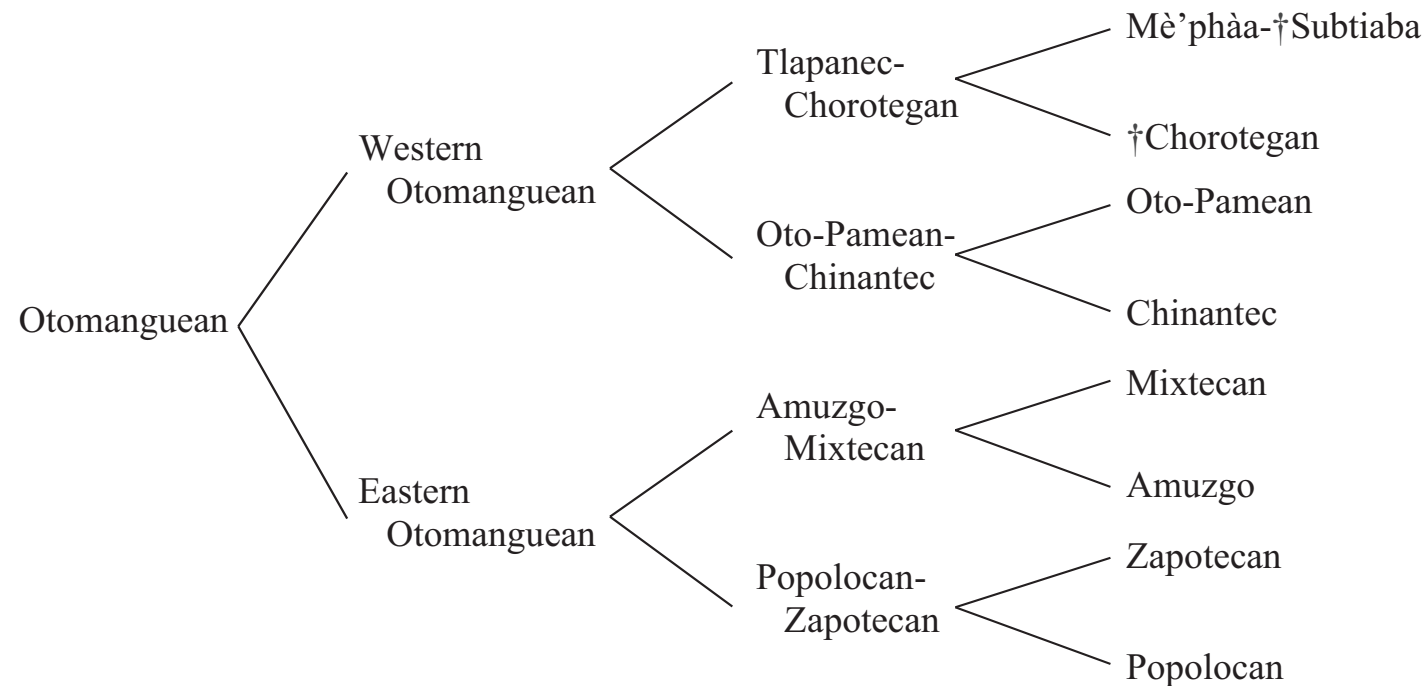 Mè’phàa-†Subtiaba
Tlapanec-
Chorotegan
†Chorotegan
Western
Otomanguean
Oto-Pamean
Oto-Pamean-
Chinantec
Chinantec
Otomanguean
Mixtecan
Amuzgo-
Mixtecan
Amuzgo
Eastern
Otomanguean
Zapotecan
Popolocan-
Zapotecan
Popolocan